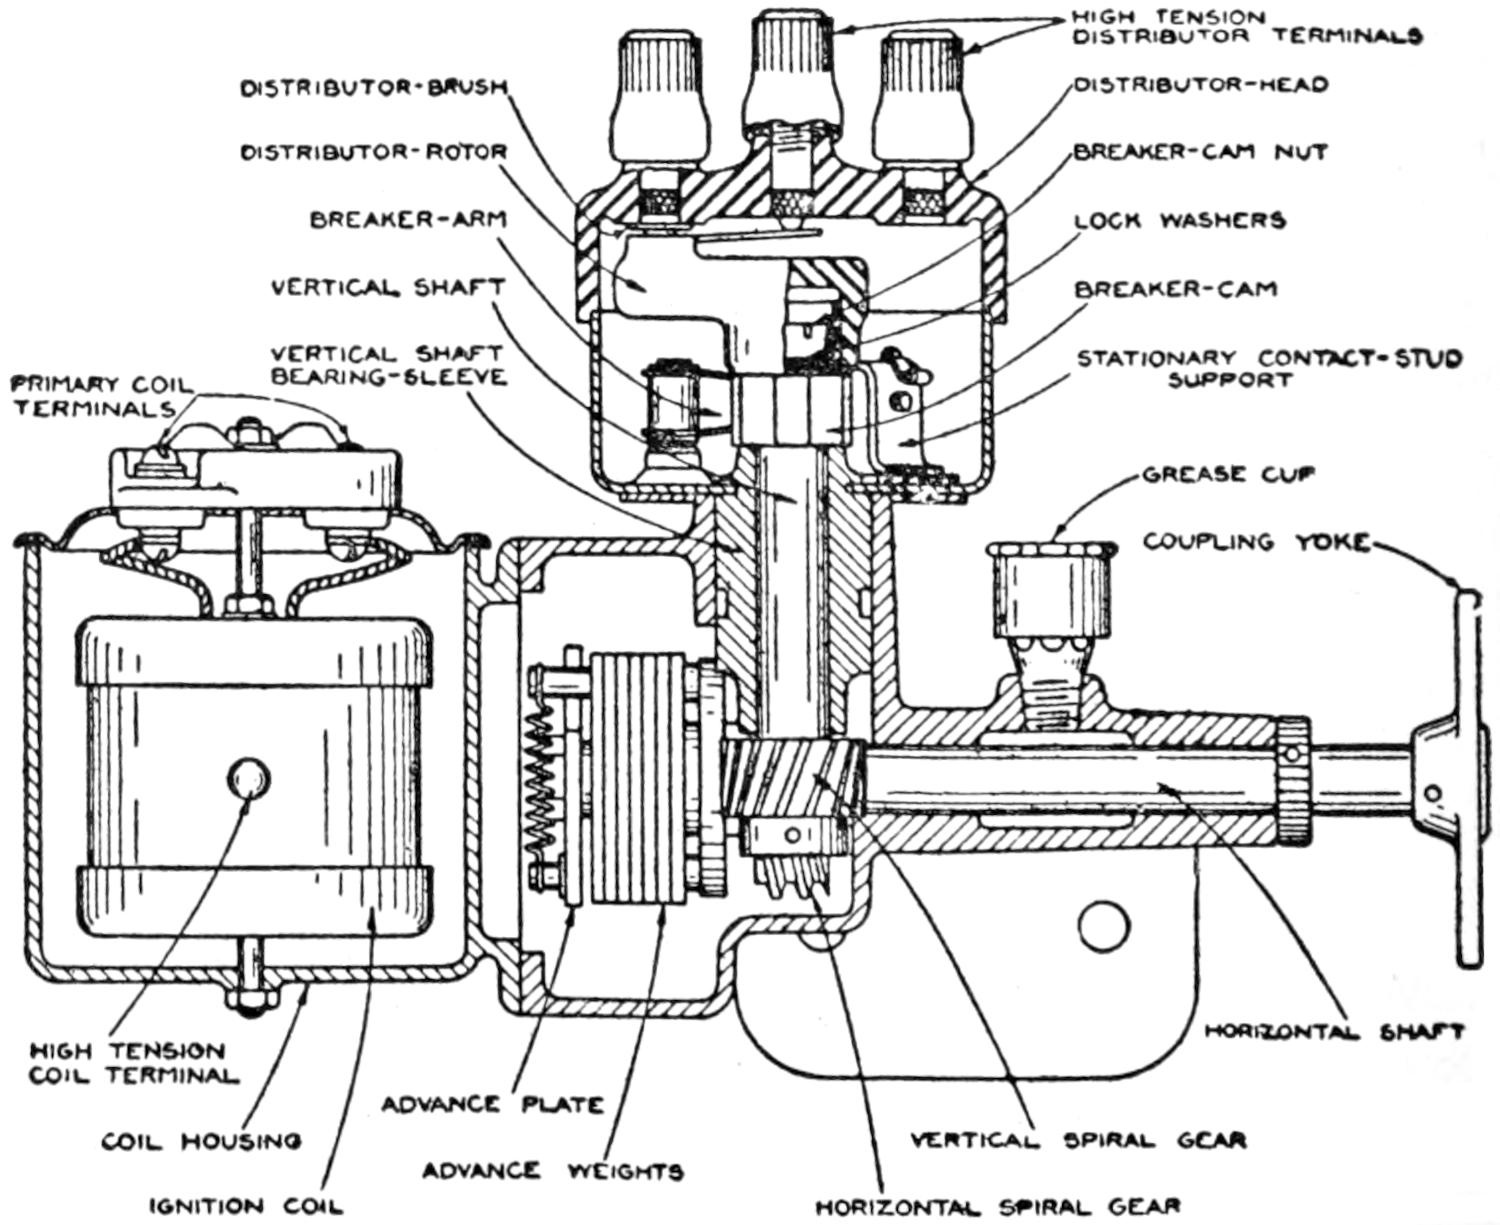 HIGH TENSION
DISTRIBUTOR TERMINALS
DISTRIBUTOR-BRUSH
DISTRIBUTOR-HEAD
DISTRIBUTOR-ROTOR
BREAKER-CAM NUT
BREAKER-ARM
LOCK WASHERS
VERTICAL SHAFT
BREAKER-CAM
VERTICAL SHAFT
BEARING-SLEEVE
STATIONARY CONTACT-STUD
SUPPORT
PRIMARY COIL
TERMINALS
GREASE CUP
COUPLING YOKE
HORIZONTAL SHAFT
HIGH TENSION
COIL TERMINAL
ADVANCE PLATE
COIL HOUSING
VERTICAL SPIRAL GEAR
ADVANCE WEIGHTS
IGNITION COIL
HORIZONTAL SPIRAL GEAR